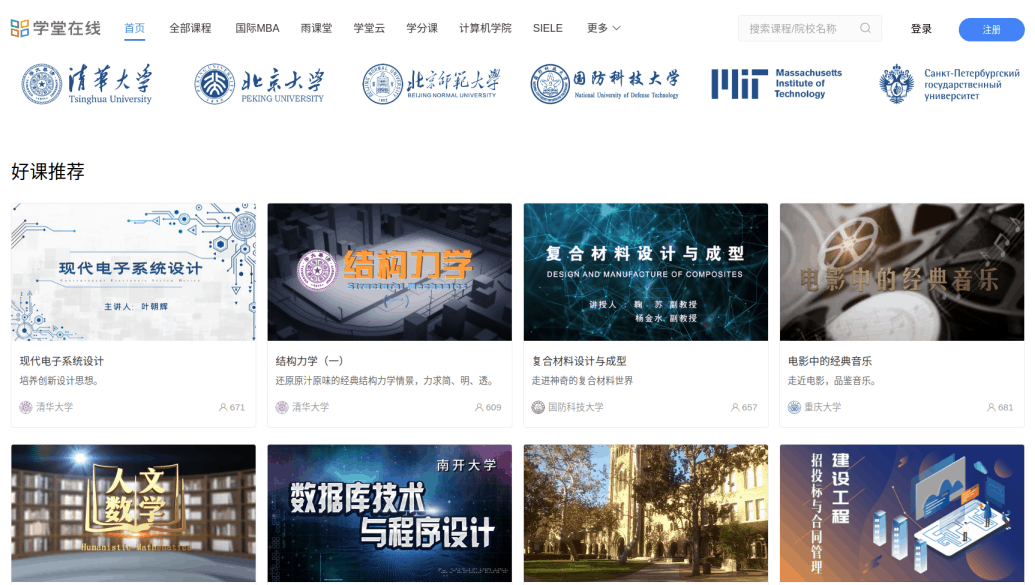 学堂在线 首页 全部课程 国际MBA 雨课堂 学堂云 学分课 计算机学院 SIELE 更多 搜索课程/院校名称 登录 注册
清华大学 Tsinghua University
北京大学 PEKING UNIVERSITY
北京师范大学 BEIJING NORMAL UNIVERSITY
国防科技大学 National University of Defense Technology
MIT Massachusetts Institute of Technology
Санкт-Петербургский государственный университет
好课推荐
现代电子系统设计
主讲人: 叶朝辉
结构力学
Structural Mechanics
复合材料设计与成型
DESIGN AND MANUFACTURE OF COMPOSITES
讲授人: 鞠 苏 副教授
杨金水 副教授
电影中的经典音乐
现代电子系统设计
培养创新设计思想。
清华大学 671
结构力学（一）
还原原汁原味的经典结构力学情景，力求简、明、透。
清华大学 609
复合材料设计与成型
走进神奇的复合材料世界
国防科技大学 657
电影中的经典音乐
走近电影，品鉴音乐。
重庆大学 681
人文
数学
Humanistic Mathematics
南开大学
数据库技术
与程序设计
建设工程
招投标与合同管理